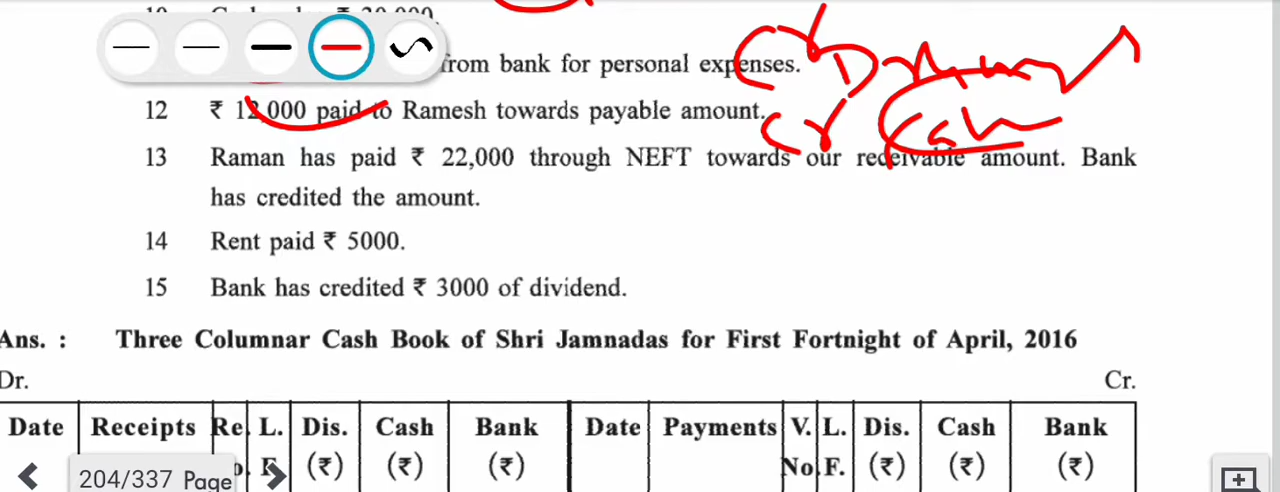 from bank for personal expenses.
12 ₹ 12,000 paid to Ramesh towards payable amount.
Cr Cash
13 Raman has paid ₹ 22,000 through NEFT towards our receivable amount. Bank
has credited the amount.
14 Rent paid ₹ 5000.
15 Bank has credited ₹ 3000 of dividend.
Ans. : Three Columnar Cash Book of Shri Jamnadas for First Fortnight of April, 2016
Dr. Cr.
Date Receipts Re. L. Dis. Cash Bank Date Payments V. L. Dis. Cash Bank
o. F. (₹) (₹) (₹) No. F. (₹) (₹) (₹)
204/337 Page